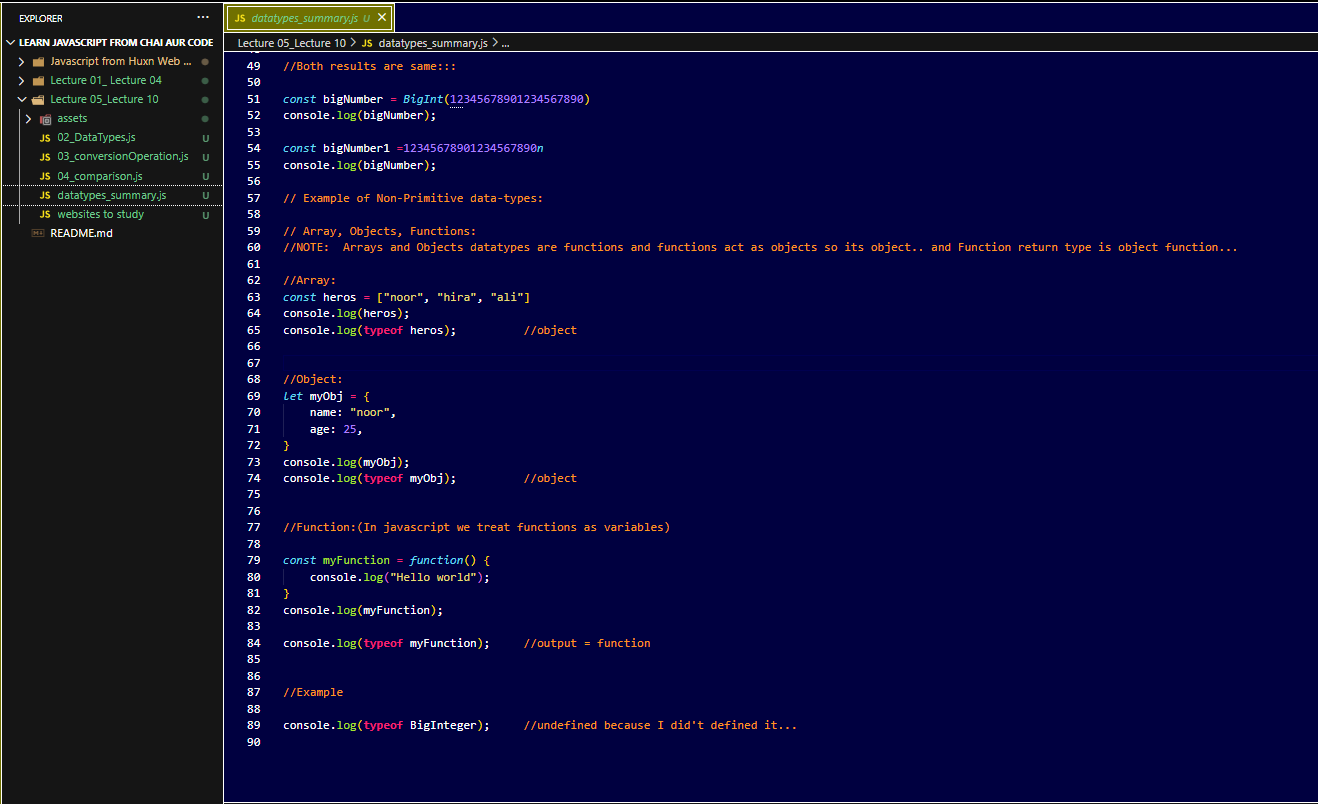 EXPLORER ...
LEARN JAVASCRIPT FROM CHAI AUR CODE
Javascript from Huxn Web ...
Lecture 01_ Lecture 04
Lecture 05_Lecture 10
assets
JS 02_DataTypes.js U
JS 03_conversionOperation.js U
JS 04_comparison.js U
JS datatypes_summary.js U
JS websites to study U
README.md
JS datatypes_summary.js U ×
Lecture 05_Lecture 10 > JS datatypes_summary.js > ...
49 //Both results are same:::
50
51 const bigNumber = BigInt(12345678901234567890)
52 console.log(bigNumber);
53
54 const bigNumber1 =12345678901234567890n
55 console.log(bigNumber);
56
57 // Example of Non-Primitive data-types:
58
59 // Array, Objects, Functions:
60 //NOTE:  Arrays and Objects datatypes are functions and functions act as objects so its object.. and Function return type is object function...
61
62 //Array:
63 const heros = ["noor", "hira", "ali"]
64 console.log(heros);
65 console.log(typeof heros);          //object
66
67
68 //Object:
69 let myObj = {
70     name: "noor",
71     age: 25,
72 }
73 console.log(myObj);
74 console.log(typeof myObj);          //object
75
76
77 //Function:(In javascript we treat functions as variables)
78
79 const myFunction = function() {
80     console.log("Hello world");
81 }
82 console.log(myFunction);
83
84 console.log(typeof myFunction);     //output = function
85
86
87 //Example
88
89 console.log(typeof BigInteger);     //undefined because I did't defined it...
90